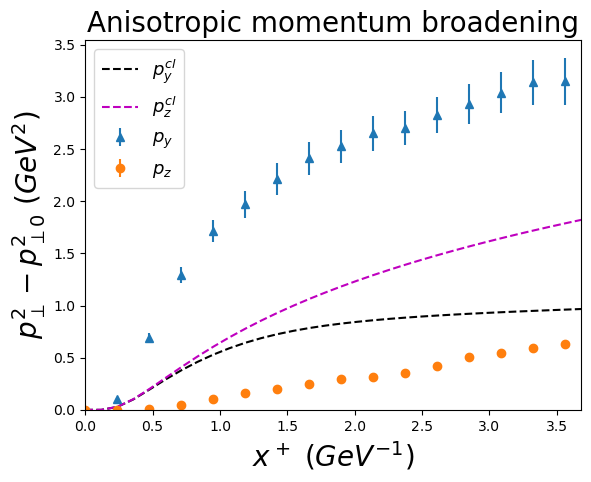 Anisotropic momentum broadening
p_⊥^2 − p_{⊥0}^2 (GeV^2)
3.5
3.0
2.5
2.0
1.5
1.0
0.5
0.0
p_y^{cl}
p_z^{cl}
p_y
p_z
0.0 0.5 1.0 1.5 2.0 2.5 3.0 3.5
x^+ (GeV^{-1})